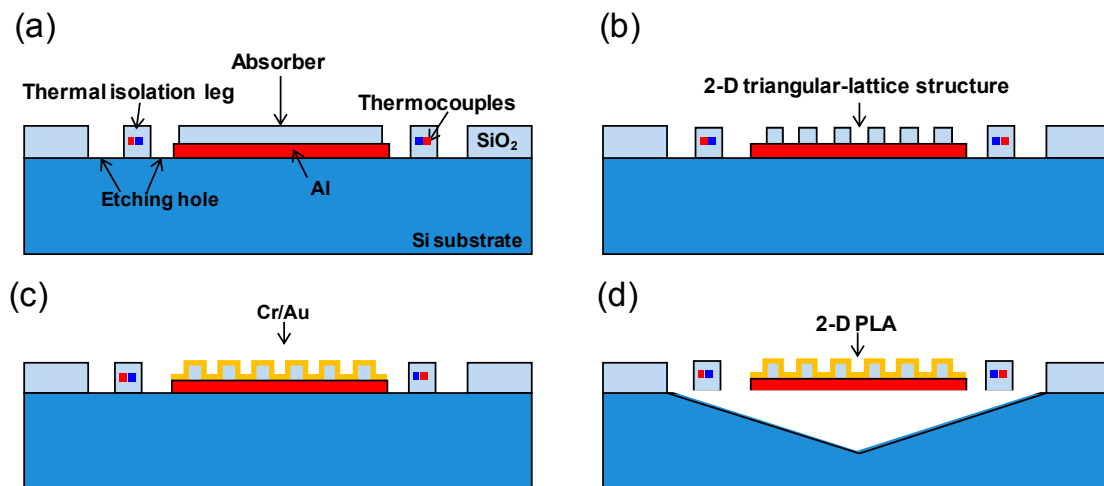 (a)
Absorber
Thermal isolation leg
Thermocouples
SiO2
Etching hole
Al
Si substrate
(b)
2-D triangular-lattice structure
(c)
Cr/Au
(d)
2-D PLA